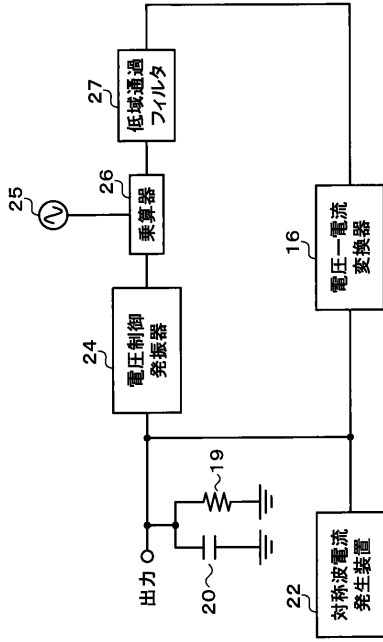 25
26
27
24
電圧制御
発振器
乗算器
低域通過
フィルタ
出力
19
20
16
22
対称波電流
発生装置
電圧ー電流
変換器